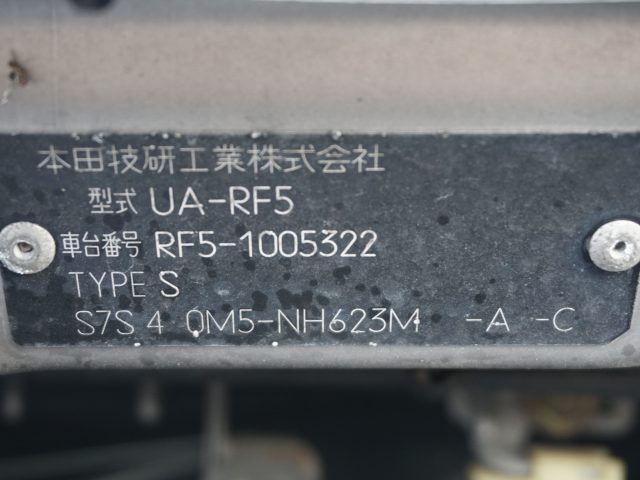 本田技研工業株式会社
型式 UA-RF5
車台番号 RF5-1005322
TYPE S
S7S 4 0M5-NH623M -A -C